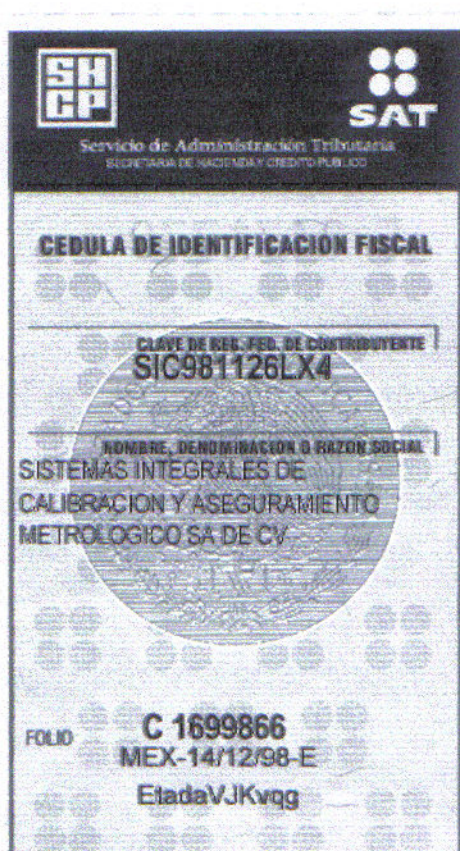 SHCP
SAT
Servicio de Administración Tributaria
SECRETARIA DE HACIENDA Y CREDITO PUBLICO
CEDULA DE IDENTIFICACION FISCAL
CLAVE DE REG. FED. DE CONTRIBUYENTE
SIC981126LX4
NOMBRE, DENOMINACION O RAZON SOCIAL
SISTEMAS INTEGRALES DE
CALIBRACION Y ASEGURAMIENTO
METROLOGICO SA DE CV
FOLIO
C 1699866
MEX-14/12/98-E
EtadaVJKvqg